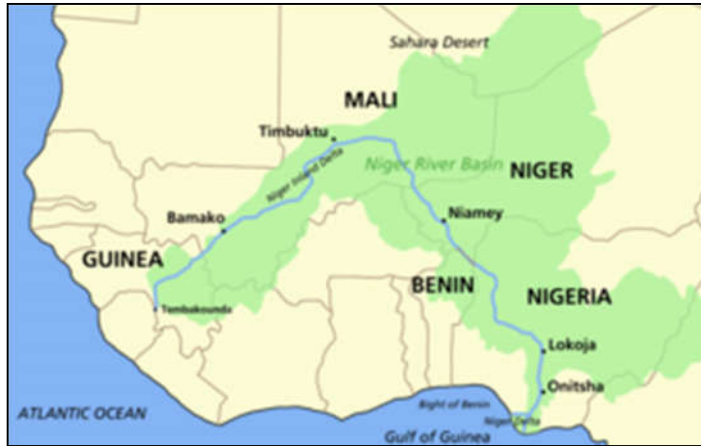 Sahara Desert
MALI
Timbuktu
Niger Inland Delta
Niger River Basin
NIGER
Bamako
Niamey
GUINEA
BENIN
NIGERIA
Tembakounda
Lokoja
Onitsha
Bight of Benin
ATLANTIC OCEAN
Niger Delta
Gulf of Guinea